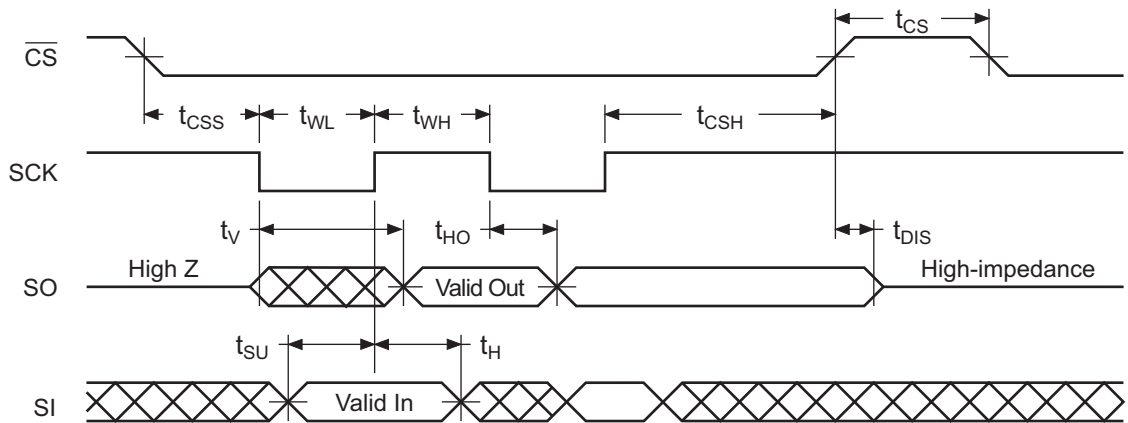 tCS
CS
tCSS tWL tWH tCSH
SCK
tV tHO tDIS
High Z High-impedance
SO Valid Out
tSU tH
SI Valid In